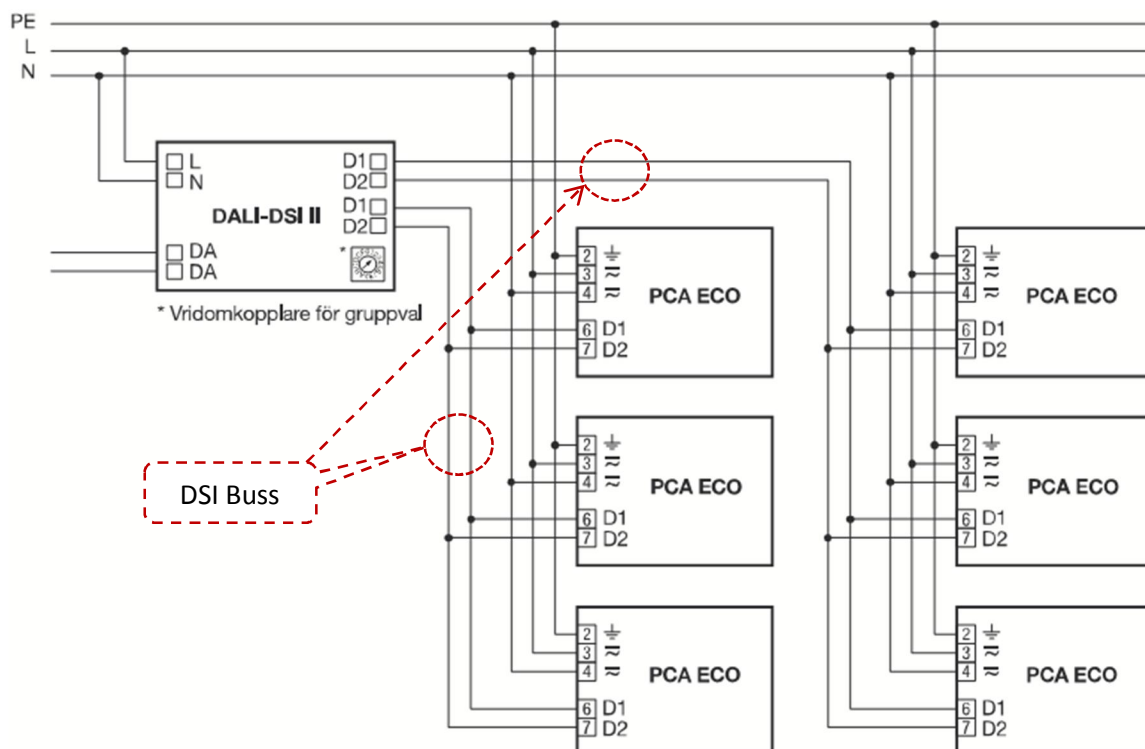 PE
L
N
L
N
D1
D2
D1
D2
DALI-DSI II
DA
DA
*
* Vridomkopplare för gruppval
DSI Buss
2
3
4
PCA ECO
6 D1
7 D2
2
3
4
PCA ECO
6 D1
7 D2
2
3
4
PCA ECO
6 D1
7 D2
2
3
4
PCA ECO
6 D1
7 D2
2
3
4
PCA ECO
6 D1
7 D2
2
3
4
PCA ECO
6 D1
7 D2